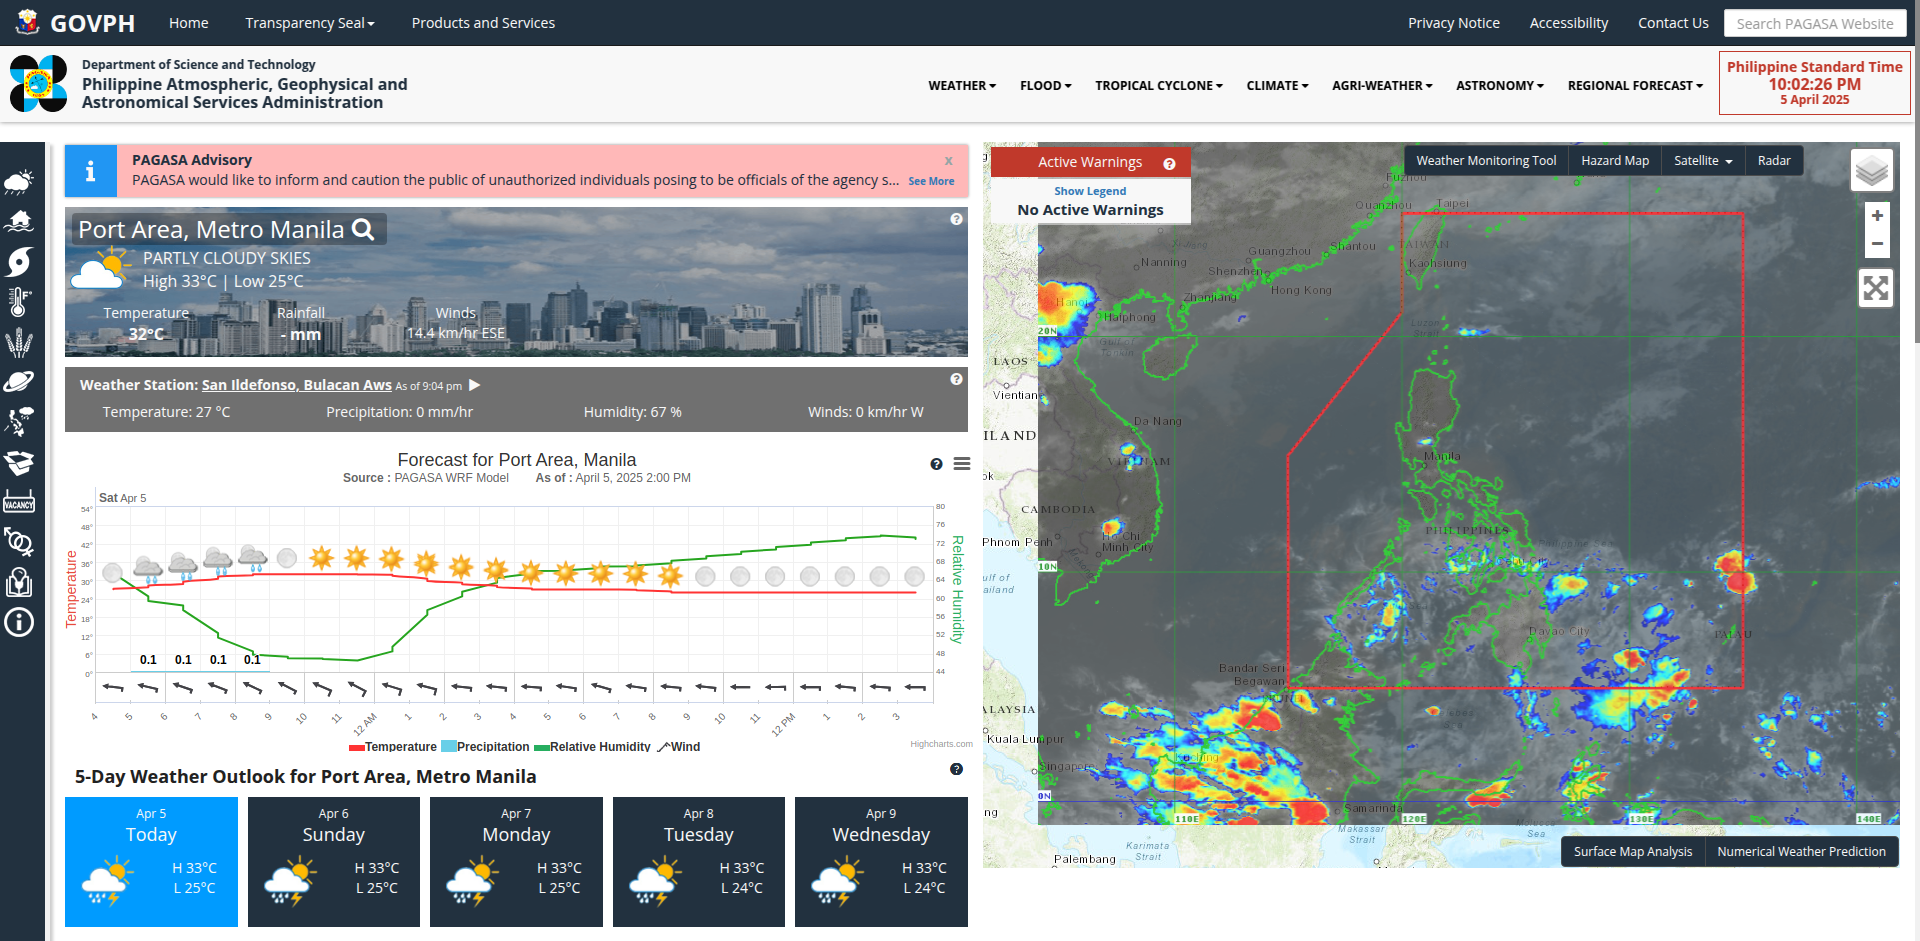 GOVPH
Home
Transparency Seal
Products and Services
Privacy Notice
Accessibility
Contact Us
Search PAGASA Website
Department of Science and Technology
Philippine Atmospheric, Geophysical and
Astronomical Services Administration
WEATHER
FLOOD
TROPICAL CYCLONE
CLIMATE
AGRI-WEATHER
ASTRONOMY
REGIONAL FORECAST
Philippine Standard Time
10:02:26 PM
5 April 2025
PAGASA Advisory
x
PAGASA would like to inform and caution the public of unauthorized individuals posing to be officials of the agency s... See More
Port Area, Metro Manila
PARTLY CLOUDY SKIES
High 33°C | Low 25°C
Temperature
Rainfall
Winds
32°C
- mm
14.4 km/hr ESE
Weather Station: San Ildefonso, Bulacan Aws As of 9:04 pm
Temperature: 27 °C
Precipitation: 0 mm/hr
Humidity: 67 %
Winds: 0 km/hr W
Forecast for Port Area, Manila
Source : PAGASA WRF Model As of : April 5, 2025 2:00 PM
Sat Apr 5
Temperature
54°
48°
42°
36°
30°
24°
18°
12°
6°
0°
0.1
0.1
0.1
0.1
80
76
72
68
64
60
56
52
48
44
Relative Humidity
4
5
6
7
8
9
10
11
12 AM
1
2
3
4
5
6
7
8
9
10
11
12 PM
1
2
3
Temperature
Precipitation
Relative Humidity
Wind
Highcharts.com
5-Day Weather Outlook for Port Area, Metro Manila
Apr 5
Today
H 33°C
L 25°C
Apr 6
Sunday
H 33°C
L 25°C
Apr 7
Monday
H 33°C
L 25°C
Apr 8
Tuesday
H 33°C
L 24°C
Apr 9
Wednesday
H 33°C
L 24°C
VACANCY
Active Warnings
Show Legend
No Active Warnings
Weather Monitoring Tool
Hazard Map
Satellite
Radar
+
−
Fuzhou
Quanzhou
Taipei
Shantou
TAIWAN
Guangzhou
Nanning
Shenzhen
Kaohsiung
Hong Kong
Zhanjiang
Hanoi
Haiphong
20N
Luzon
Strait
Gulf of
Tonkin
LAOS
Vientian
Da Nang
ILAND
VIETNAM
Manila
ok
CAMBODIA
PHILIPPINES
Phnom Penh
Ho Chi
Minh City
10N
ulf of
ailand
Davao City
PALAU
Bandar Seri
Begawan
ALAYSIA
Kuala Lumpur
Kuching
Singapore
0N
ng
Samarinda
110E
120E
130E
140E
Makassar
Strait
Karimata
Strait
Sea
Palembang
Surface Map Analysis
Numerical Weather Prediction